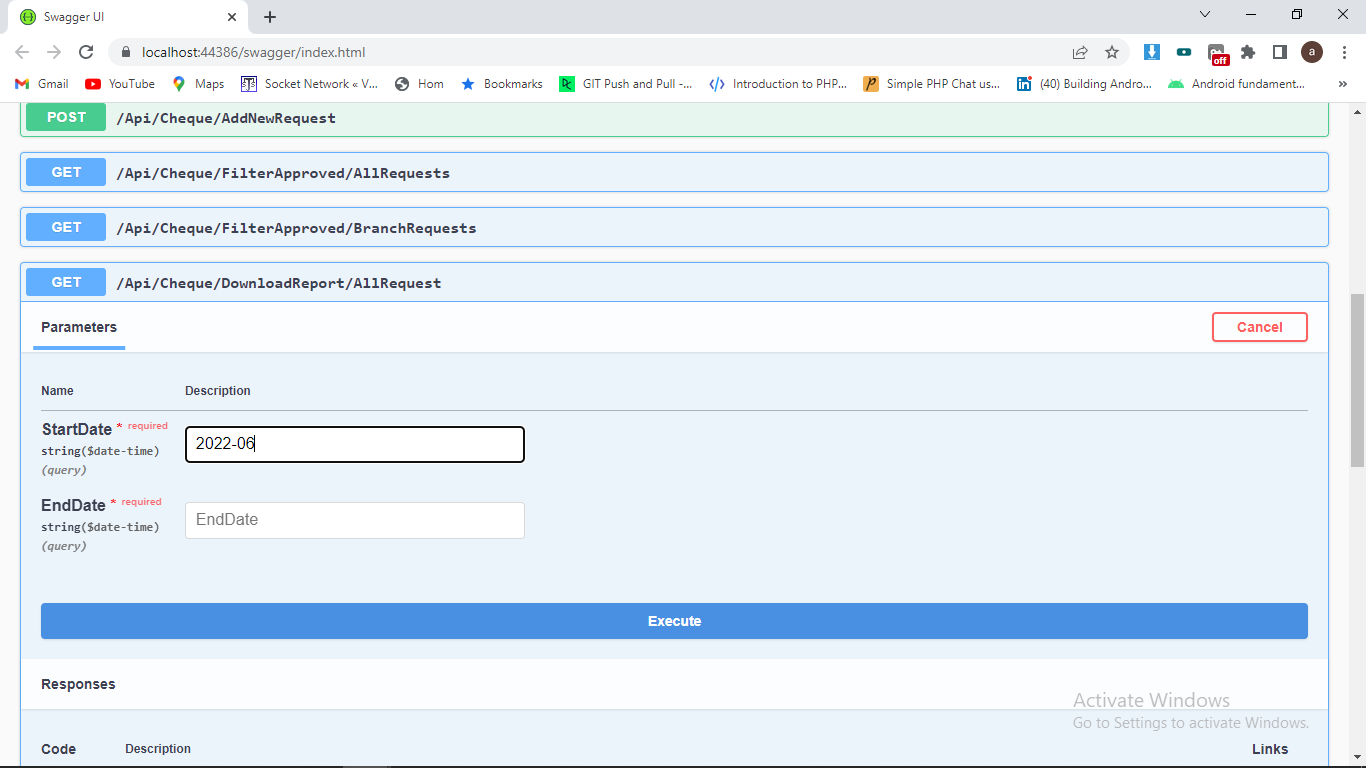 Swagger UI
localhost:44386/swagger/index.html
a
off
Gmail YouTube Maps Socket Network « V... Hom Bookmarks GIT Push and Pull -... Introduction to PHP... Simple PHP Chat us... (40) Building Andro... Android fundament... »
POST /Api/Cheque/AddNewRequest
GET /Api/Cheque/FilterApproved/AllRequests
GET /Api/Cheque/FilterApproved/BranchRequests
GET /Api/Cheque/DownloadReport/AllRequest
Parameters Cancel
Name Description
StartDate * required
string($date-time)
(query)
2022-06
EndDate * required
string($date-time)
(query)
EndDate
Execute
Responses
Activate Windows
Go to Settings to activate Windows.
Code Description Links